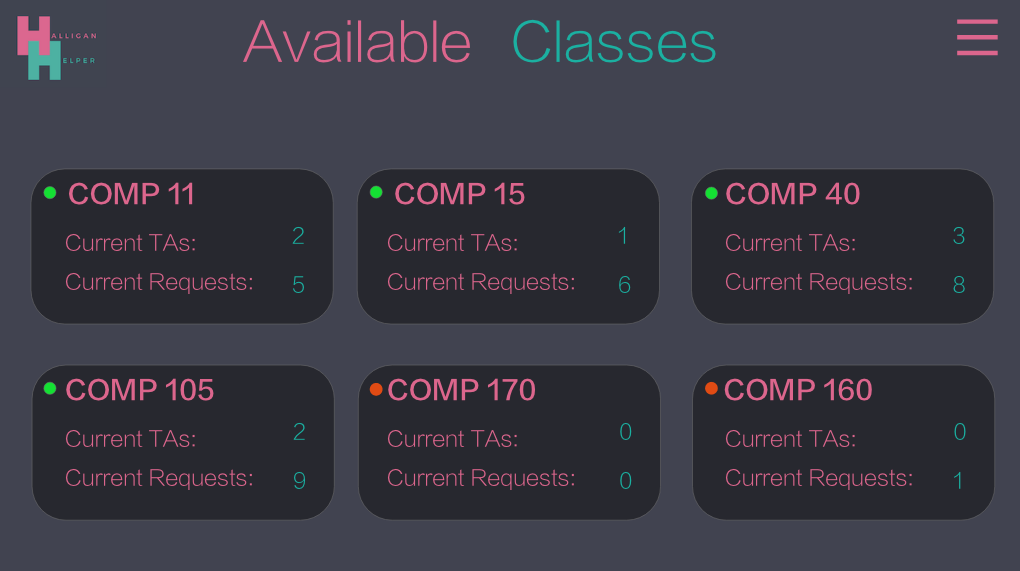 HALLIGAN
HELPER
Available Classes
COMP 11
Current TAs: 2
Current Requests: 5
COMP 15
Current TAs: 1
Current Requests: 6
COMP 40
Current TAs: 3
Current Requests: 8
COMP 105
Current TAs: 2
Current Requests: 9
COMP 170
Current TAs: 0
Current Requests: 0
COMP 160
Current TAs: 0
Current Requests: 1